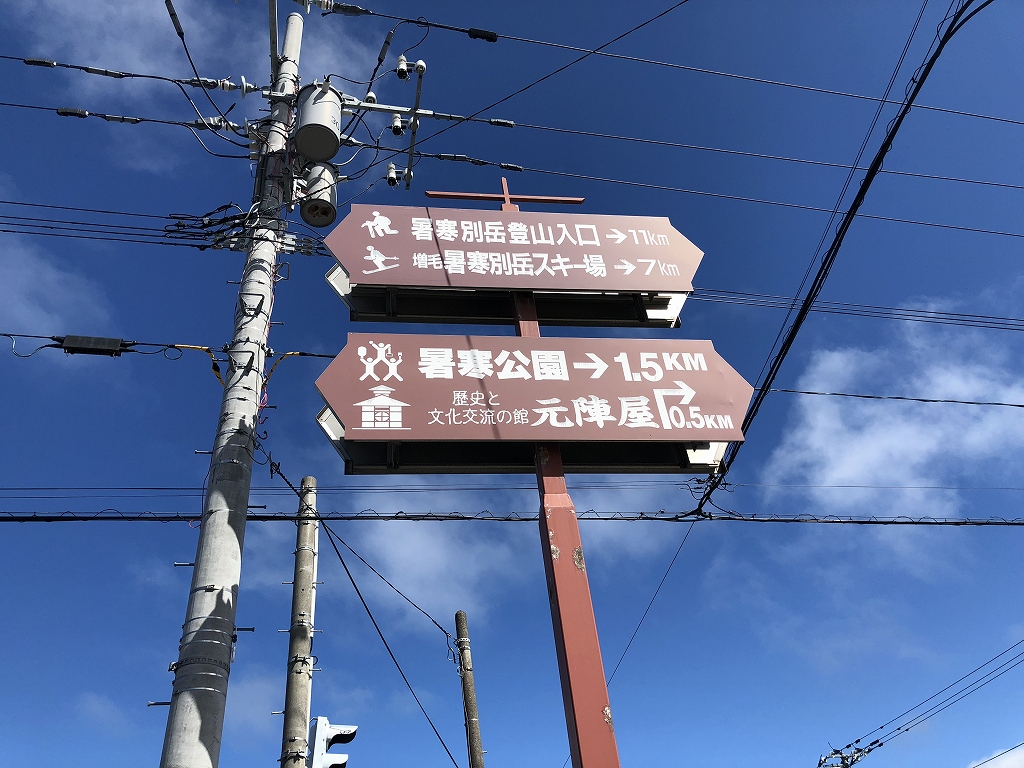 暑寒別岳登山入口→11km
増毛暑寒別岳スキー場→7km
暑寒公園→1.5KM
歴史と
文化交流の館 元陣屋 0.5KM